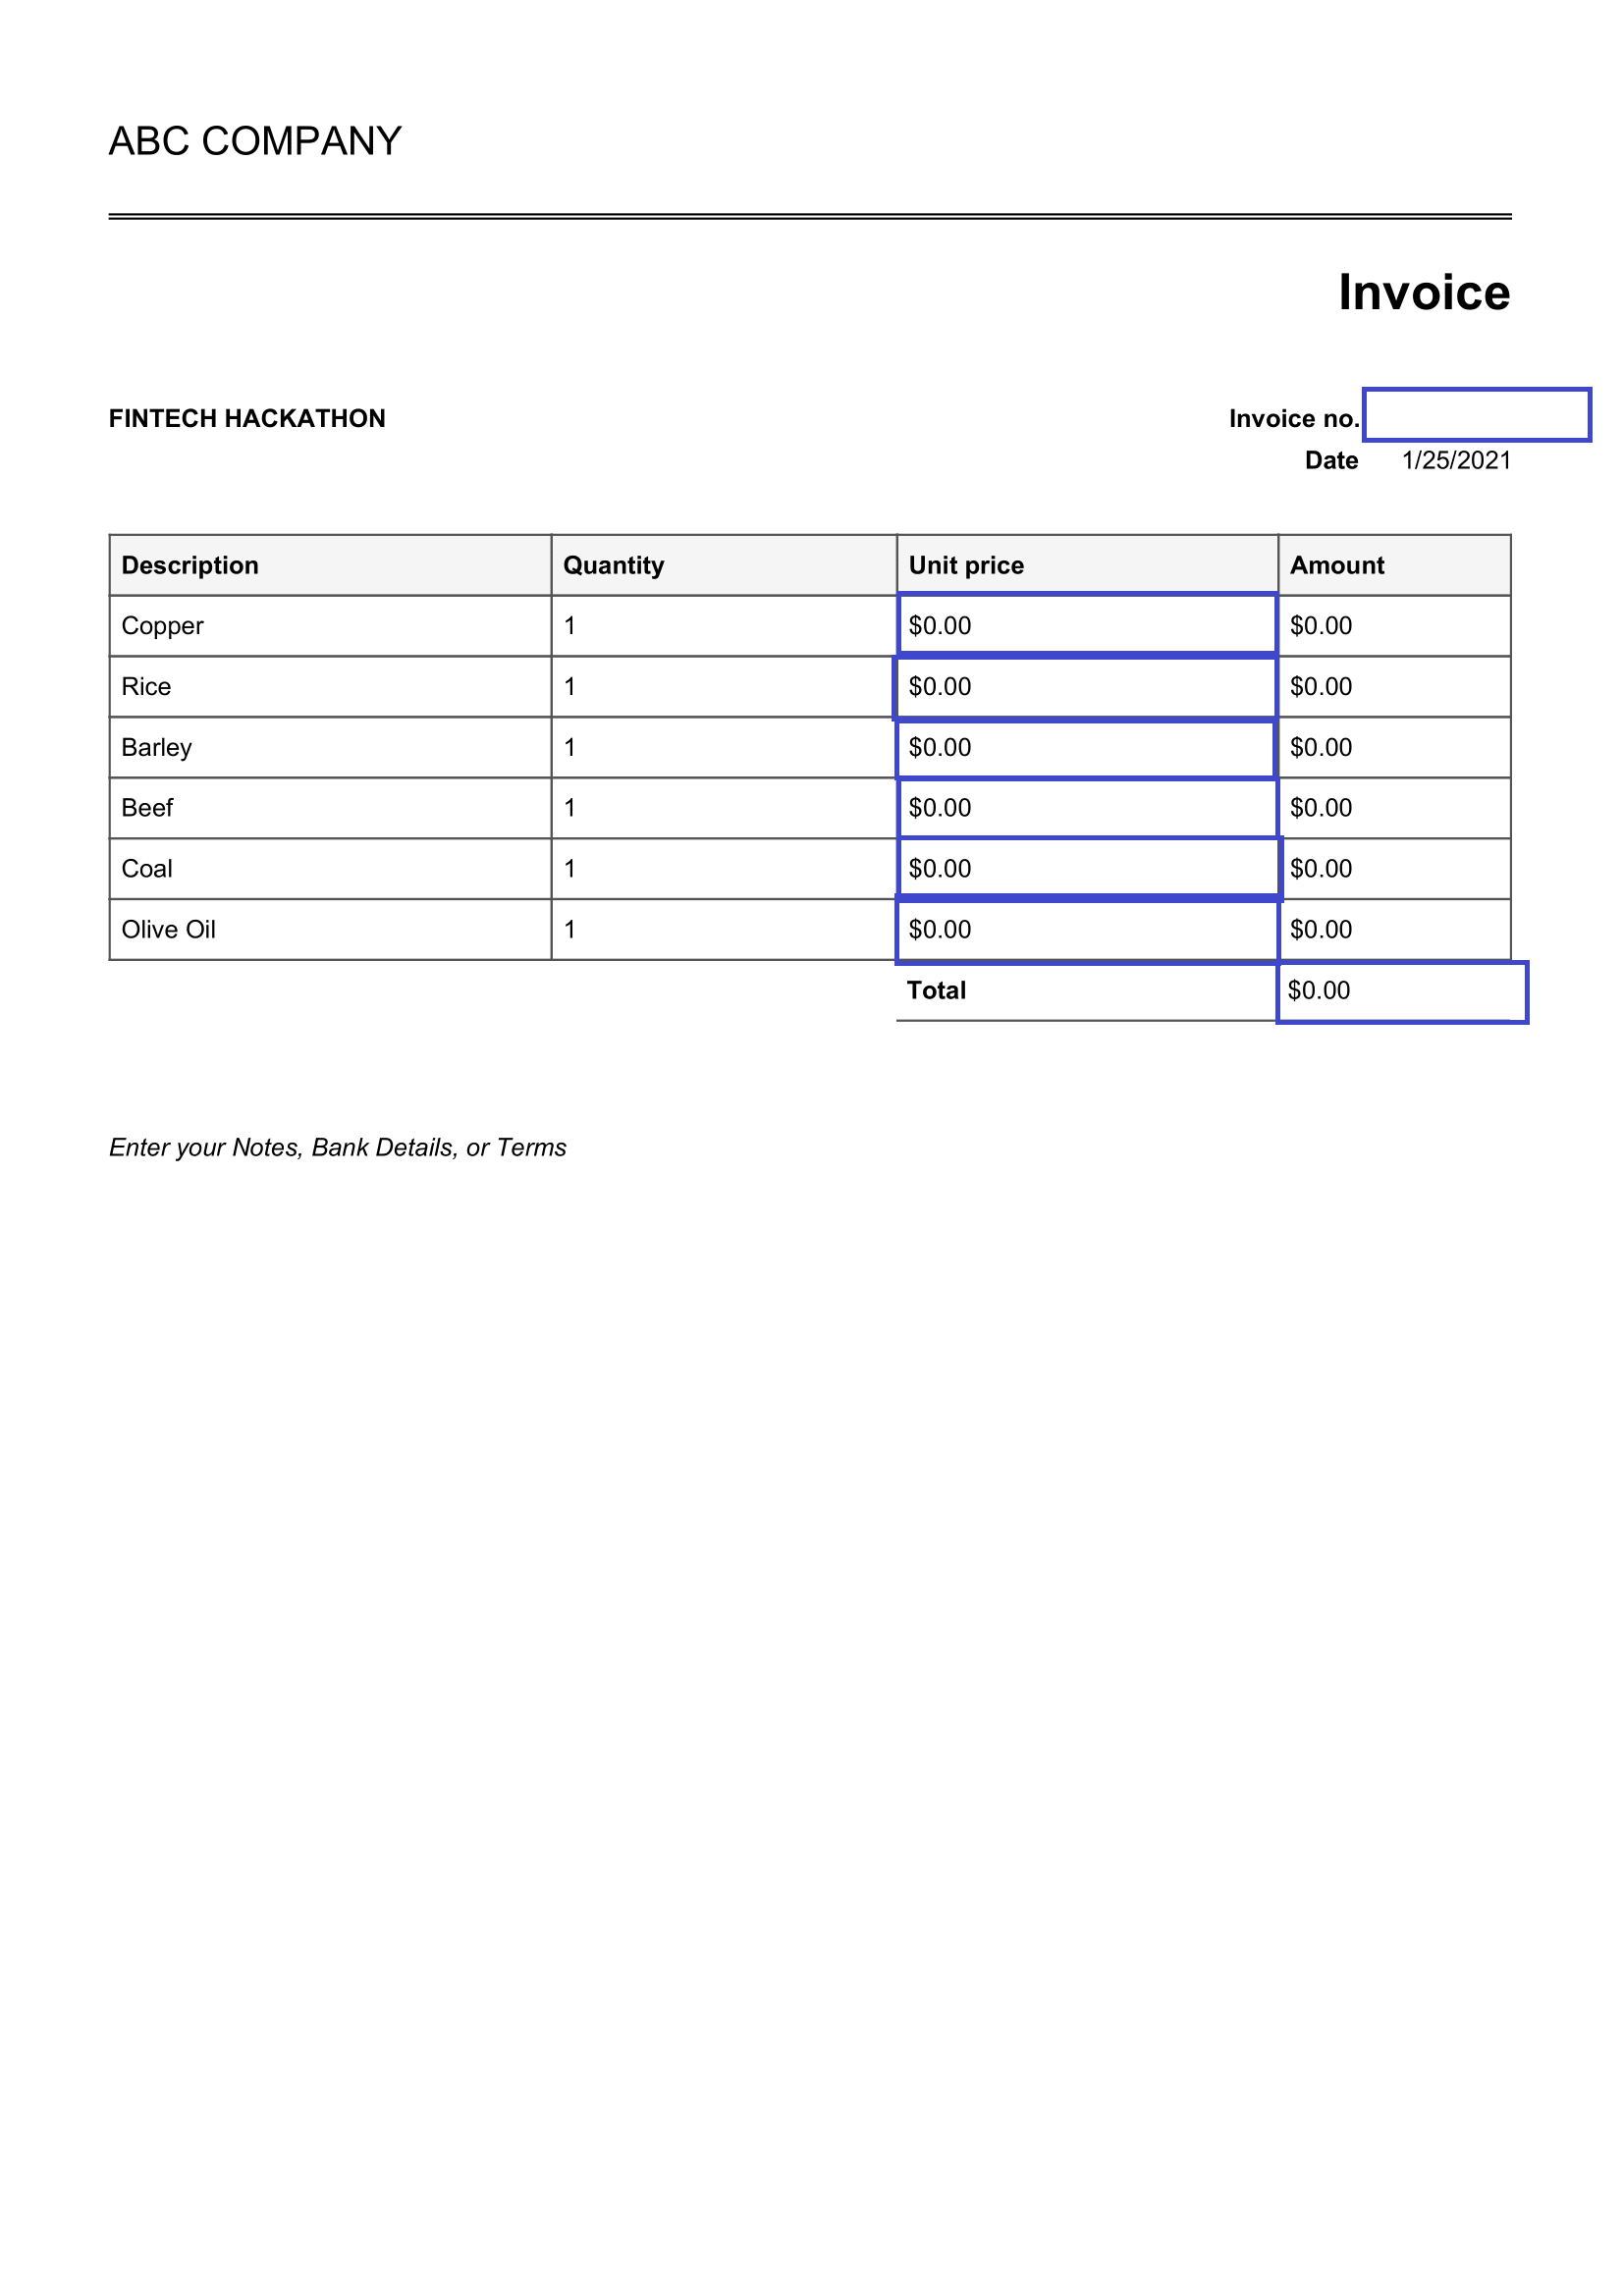 ABC COMPANY
Invoice
FINTECH HACKATHON Invoice no.
Date 1/25/2021
Description Quantity Unit price Amount
Copper 1 $0.00 $0.00
Rice 1 $0.00 $0.00
Barley 1 $0.00 $0.00
Beef 1 $0.00 $0.00
Coal 1 $0.00 $0.00
Olive Oil 1 $0.00 $0.00
Total $0.00
Enter your Notes, Bank Details, or Terms